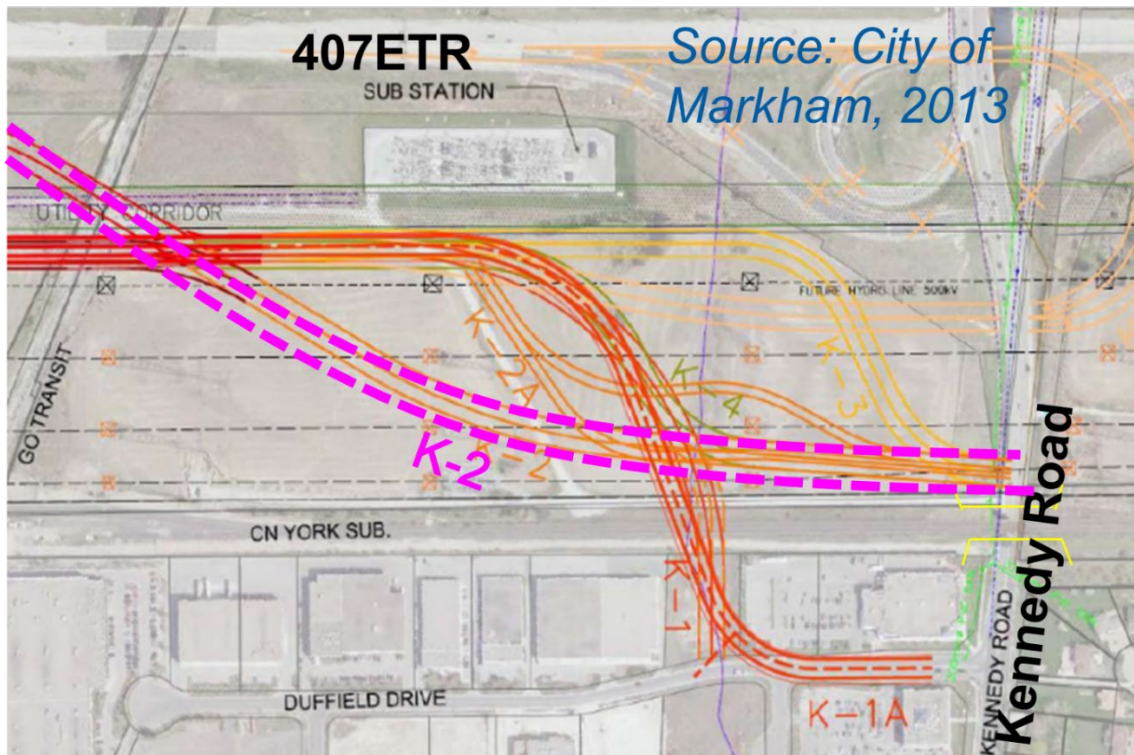 407ETR
Source: City of
Markham, 2013
SUB STATION
UTILITY CORRIDOR
FUTURE HYDRO LINE 500kV
K-2A
K-4
K-3
GO TRANSIT
K-2
K-2
Kennedy Road
CN YORK SUB.
K-1
KENNEDY ROAD
DUFFIELD DRIVE
K-1A